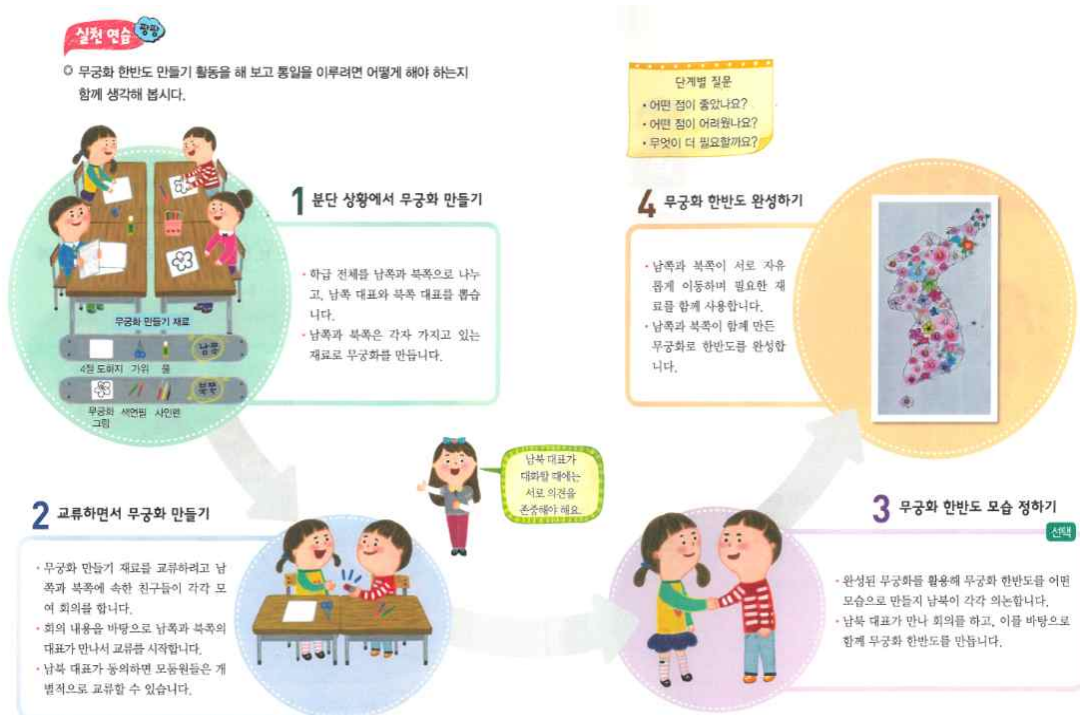 실천 연습 팡팡
무궁화 한반도 만들기 활동을 해 보고 통일을 이루려면 어떻게 해야 하는지
함께 생각해 봅시다.
단계별 질문
• 어떤 점이 좋았나요?
• 어떤 점이 어려웠나요?
• 무엇이 더 필요할까요?
1 분단 상황에서 무궁화 만들기
• 학급 전체를 남쪽과 북쪽으로 나누
고, 남쪽 대표와 북쪽 대표를 뽑습
니다.
• 남쪽과 북쪽은 각자 가지고 있는
재료로 무궁화를 만듭니다.
무궁화 만들기 재료
4절 도화지 가위 풀 남쪽
무궁화 그림 색연필 사인펜 북쪽
2 교류하면서 무궁화 만들기
• 무궁화 만들기 재료를 교류하려고 남
쪽과 북쪽에 속한 친구들이 각각 모
여 회의를 합니다.
• 회의 내용을 바탕으로 남쪽과 북쪽의
대표가 만나서 교류를 시작합니다.
• 남북 대표가 동의하면 모둠원들은 개
별적으로 교류할 수 있습니다.
남북 대표가
대화할 때에는
서로 의견을
존중해야 해요.
3 무궁화 한반도 모습 정하기
선택
• 완성된 무궁화를 활용해 무궁화 한반도를 어떤
모습으로 만들지 남북이 각각 의논합니다.
• 남북 대표가 만나 회의를 하고, 이를 바탕으로
함께 무궁화 한반도를 만듭니다.
4 무궁화 한반도 완성하기
• 남쪽과 북쪽이 서로 자유
롭게 이동하며 필요한 재
료를 함께 사용합니다.
• 남쪽과 북쪽이 함께 만든
무궁화로 한반도를 완성합
니다.